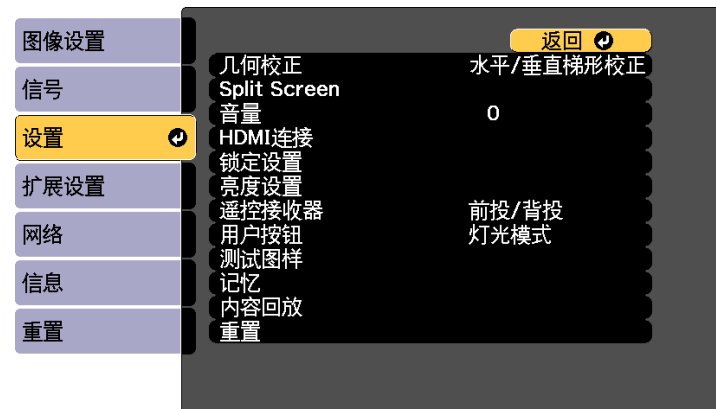 图像设置
信号
设置
扩展设置
网络
信息
重置
返回
几何校正 水平/垂直梯形校正
Split Screen
音量 0
HDMI连接
锁定设置
亮度设置
遥控接收器 前投/背投
用户按钮 灯光模式
测试图样
记忆
内容回放
重置